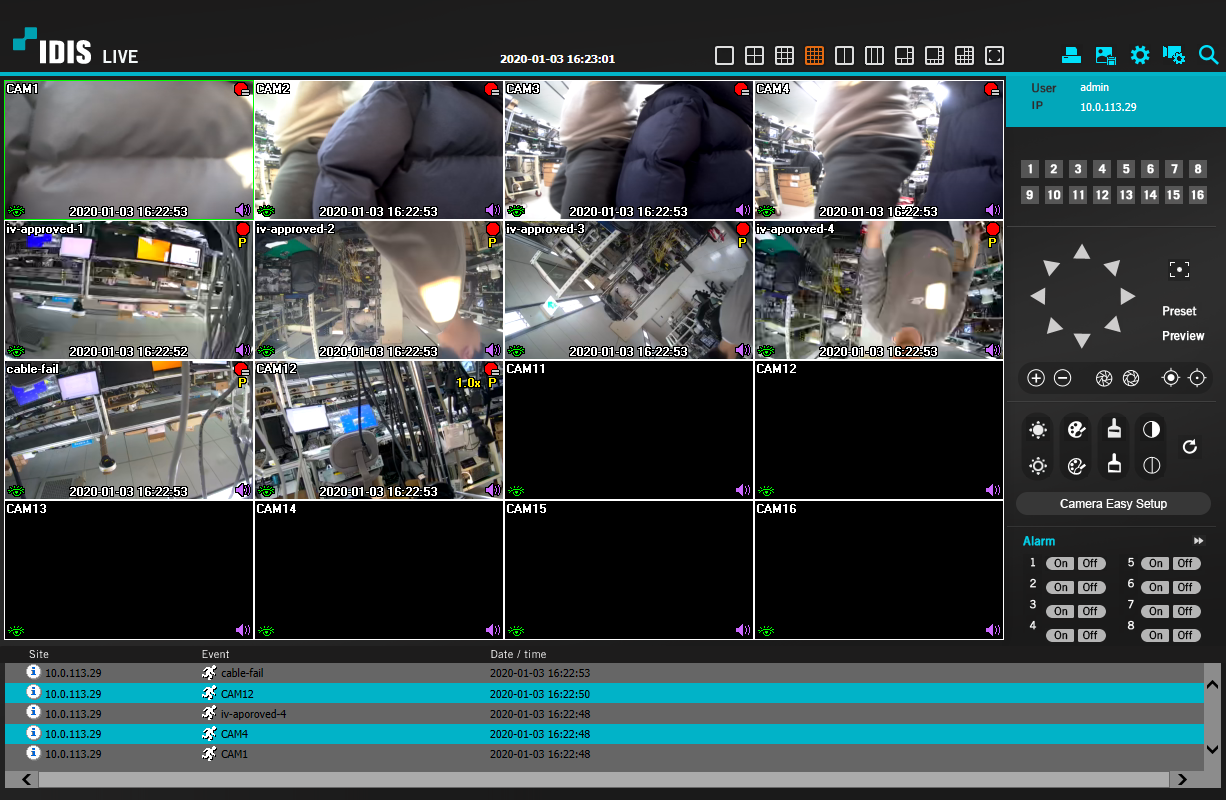 IDIS LIVE
2020-01-03 16:23:01
User admin
IP 10.0.113.29
CAM1
2020-01-03 16:22:53
CAM2
2020-01-03 16:22:53
CAM3
2020-01-03 16:22:53
CAM4
2020-01-03 16:22:53
iv-approved-1
P
2020-01-03 16:22:52
iv-approved-2
P
2020-01-03 16:22:53
iv-approved-3
P
2020-01-03 16:22:53
iv-aporoved-4
P
2020-01-03 16:22:53
cable-fail
P
2020-01-03 16:22:53
CAM12
1.0x P
2020-01-03 16:22:53
CAM11
CAM12
CAM13
CAM14
CAM15
CAM16
1 2 3 4 5 6 7 8
9 10 11 12 13 14 15 16
Preset
Preview
Camera Easy Setup
Alarm
1 On Off 5 On Off
2 On Off 6 On Off
3 On Off 7 On Off
4 On Off 8 On Off
Site Event Date / time
10.0.113.29 cable-fail 2020-01-03 16:22:53
10.0.113.29 CAM12 2020-01-03 16:22:50
10.0.113.29 iv-aporoved-4 2020-01-03 16:22:48
10.0.113.29 CAM4 2020-01-03 16:22:48
10.0.113.29 CAM1 2020-01-03 16:22:48